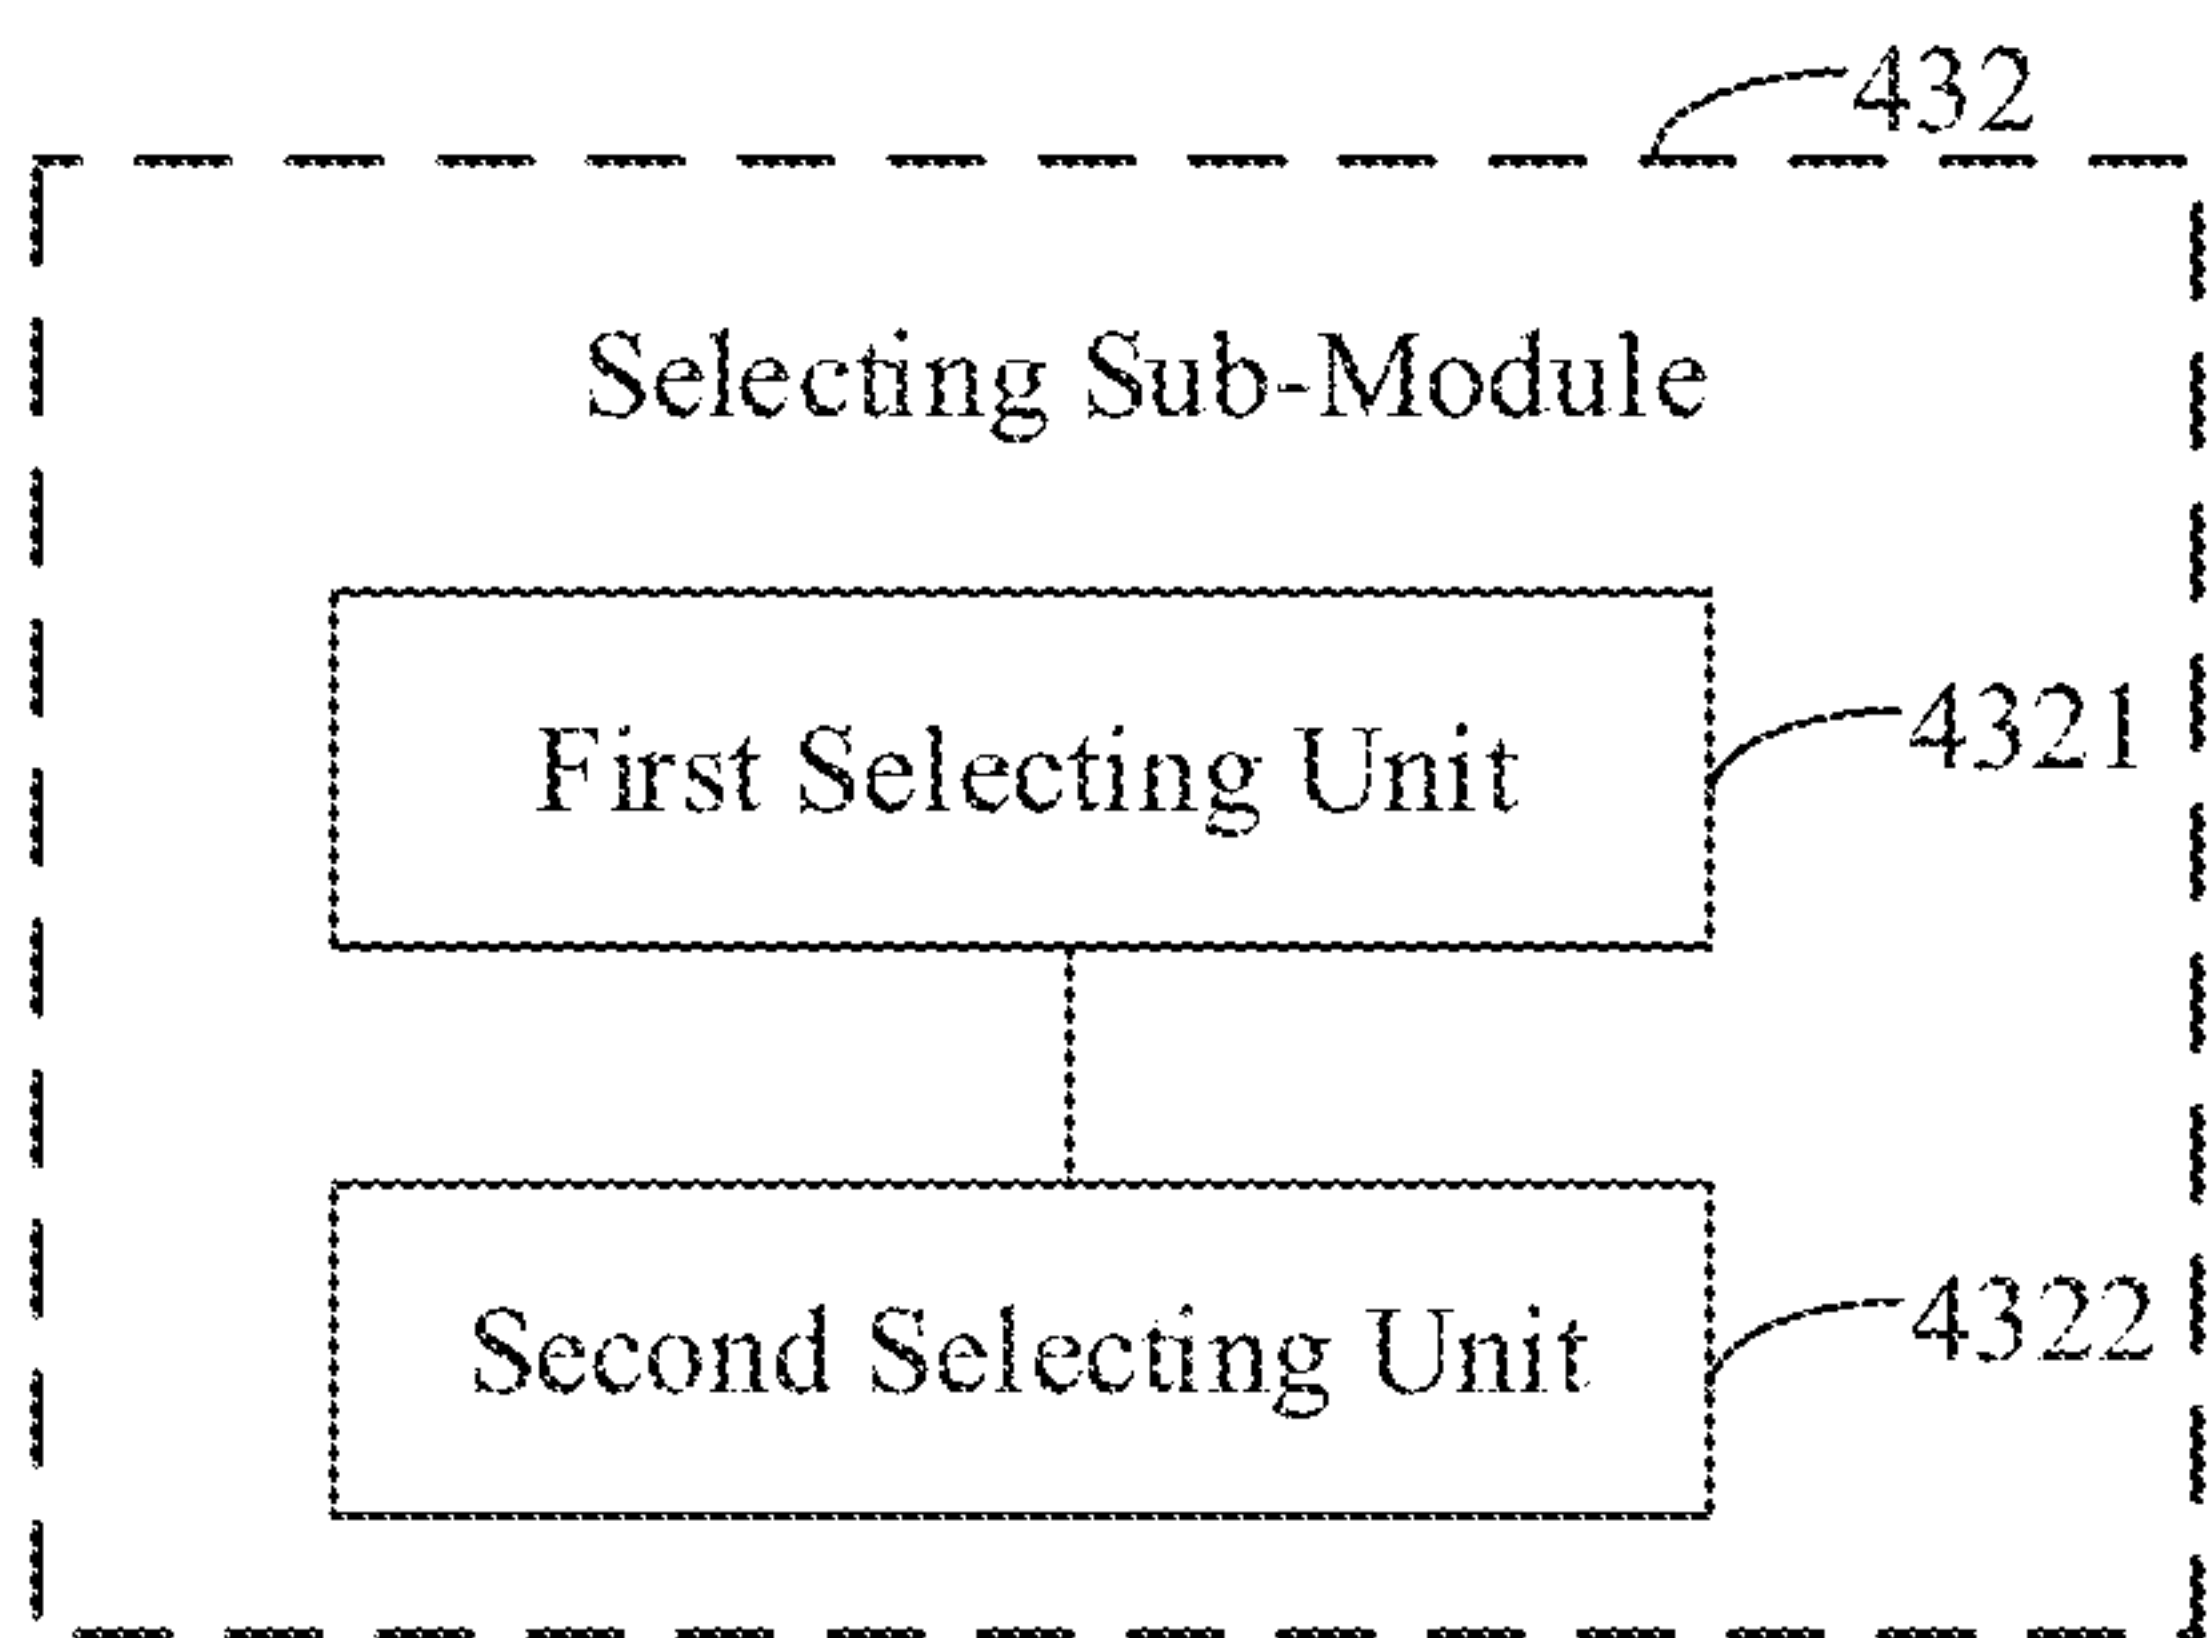 432
Selecting Sub-Module
First Selecting Unit
4321
Second Selecting Unit
4322